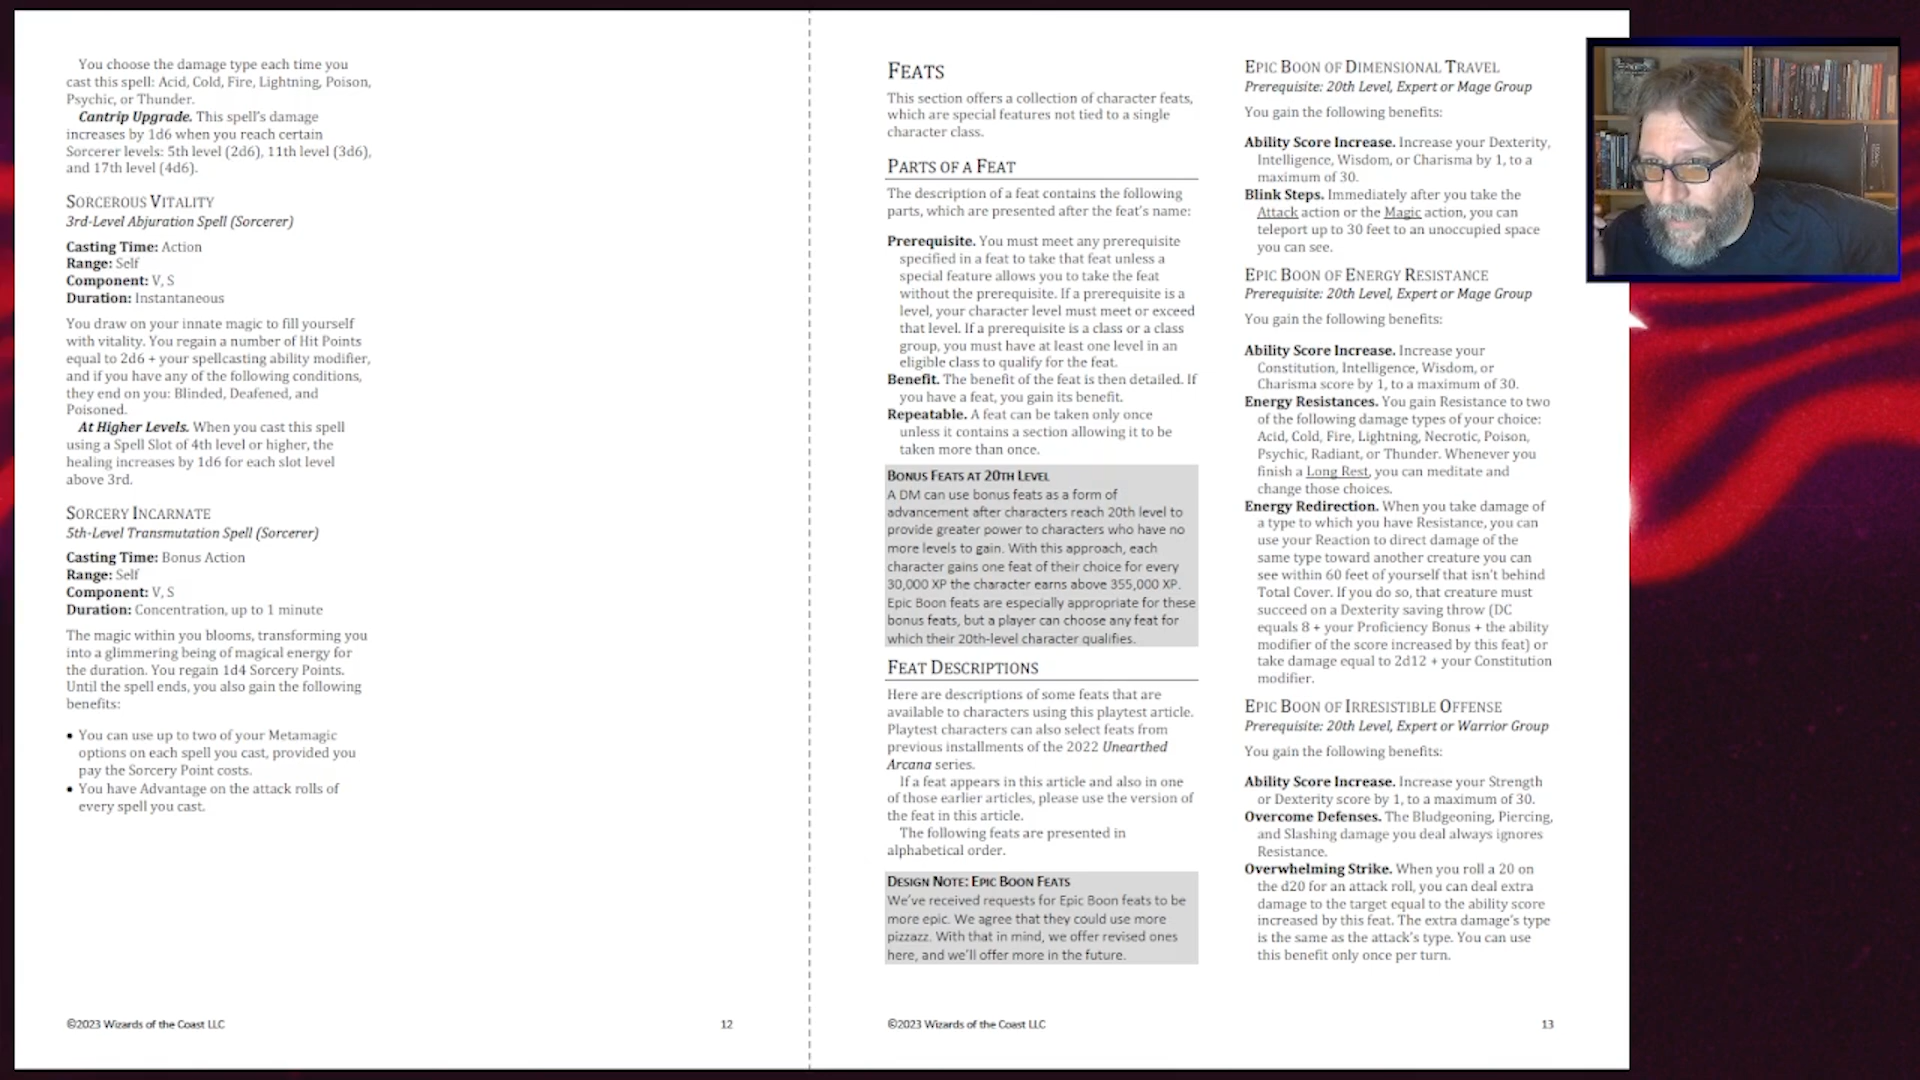 You choose the damage type each time you
cast this spell: Acid, Cold, Fire, Lightning, Poison,
Psychic, or Thunder.
Cantrip Upgrade. This spell's damage
increases by 1d6 when you reach certain
Sorcerer levels: 5th level (2d6), 11th level (3d6),
and 17th level (4d6).
SORCEROUS VITALITY
3rd-Level Abjuration Spell (Sorcerer)
Casting Time: Action
Range: Self
Component: V, S
Duration: Instantaneous
You draw on your innate magic to fill yourself
with vitality. You regain a number of Hit Points
equal to 2d6 + your spellcasting ability modifier,
and if you have any of the following conditions,
they end on you: Blinded, Deafened, and
Poisoned.
At Higher Levels. When you cast this spell
using a Spell Slot of 4th level or higher, the
healing increases by 1d6 for each slot level
above 3rd.
SORCERY INCARNATE
5th-Level Transmutation Spell (Sorcerer)
Casting Time: Bonus Action
Range: Self
Component: V, S
Duration: Concentration, up to 1 minute
The magic within you blooms, transforming you
into a glimmering being of magical energy for
the duration. You regain 1d4 Sorcery Points.
Until the spell ends, you also gain the following
benefits:
• You can use up to two of your Metamagic
options on each spell you cast, provided you
pay the Sorcery Point costs.
• You have Advantage on the attack rolls of
every spell you cast.
©2023 Wizards of the Coast LLC
12
FEATS
This section offers a collection of character feats,
which are special features not tied to a single
character class.
PARTS OF A FEAT
The description of a feat contains the following
parts, which are presented after the feat's name:
Prerequisite. You must meet any prerequisite
specified in a feat to take that feat unless a
special feature allows you to take the feat
without the prerequisite. If a prerequisite is a
level, your character level must meet or exceed
that level. If a prerequisite is a class or a class
group, you must have at least one level in an
eligible class to qualify for the feat.
Benefit. The benefit of the feat is then detailed. If
you have a feat, you gain its benefit.
Repeatable. A feat can be taken only once
unless it contains a section allowing it to be
taken more than once.
BONUS FEATS AT 20TH LEVEL
A DM can use bonus feats as a form of
advancement after characters reach 20th level to
provide greater power to characters who have no
more levels to gain. With this approach, each
character gains one feat of their choice for every
30,000 XP the character earns above 355,000 XP.
Epic Boon feats are especially appropriate for these
bonus feats, but a player can choose any feat for
which their 20th-level character qualifies.
FEAT DESCRIPTIONS
Here are descriptions of some feats that are
available to characters using this playtest article.
Playtest characters can also select feats from
previous installments of the 2022 Unearthed
Arcana series.
If a feat appears in this article and also in one
of those earlier articles, please use the version of
the feat in this article.
The following feats are presented in
alphabetical order.
DESIGN NOTE: EPIC BOON FEATS
We've received requests for Epic Boon feats to be
more epic. We agree that they could use more
pizzazz. With that in mind, we offer revised ones
here, and we'll offer more in the future.
EPIC BOON OF DIMENSIONAL TRAVEL
Prerequisite: 20th Level, Expert or Mage Group
You gain the following benefits:
Ability Score Increase. Increase your Dexterity,
Intelligence, Wisdom, or Charisma by 1, to a
maximum of 30.
Blink Steps. Immediately after you take the
Attack action or the Magic action, you can
teleport up to 30 feet to an unoccupied space
you can see.
EPIC BOON OF ENERGY RESISTANCE
Prerequisite: 20th Level, Expert or Mage Group
You gain the following benefits:
Ability Score Increase. Increase your
Constitution, Intelligence, Wisdom, or
Charisma score by 1, to a maximum of 30.
Energy Resistances. You gain Resistance to two
of the following damage types of your choice:
Acid, Cold, Fire, Lightning, Necrotic, Poison,
Psychic, Radiant, or Thunder. Whenever you
finish a Long Rest, you can meditate and
change those choices.
Energy Redirection. When you take damage of
a type to which you have Resistance, you can
use your Reaction to direct damage of the
same type toward another creature you can
see within 60 feet of yourself that isn't behind
Total Cover. If you do so, that creature must
succeed on a Dexterity saving throw (DC
equals 8 + your Proficiency Bonus + the ability
modifier of the score increased by this feat) or
take damage equal to 2d12 + your Constitution
modifier.
EPIC BOON OF IRRESISTIBLE OFFENSE
Prerequisite: 20th Level, Expert or Warrior Group
You gain the following benefits:
Ability Score Increase. Increase your Strength
or Dexterity score by 1, to a maximum of 30.
Overcome Defenses. The Bludgeoning, Piercing,
and Slashing damage you deal always ignores
Resistance.
Overwhelming Strike. When you roll a 20 on
the d20 for an attack roll, you can deal extra
damage to the target equal to the ability score
increased by this feat. The extra damage's type
is the same as the attack's type. You can use
this benefit only once per turn.
©2023 Wizards of the Coast LLC
13